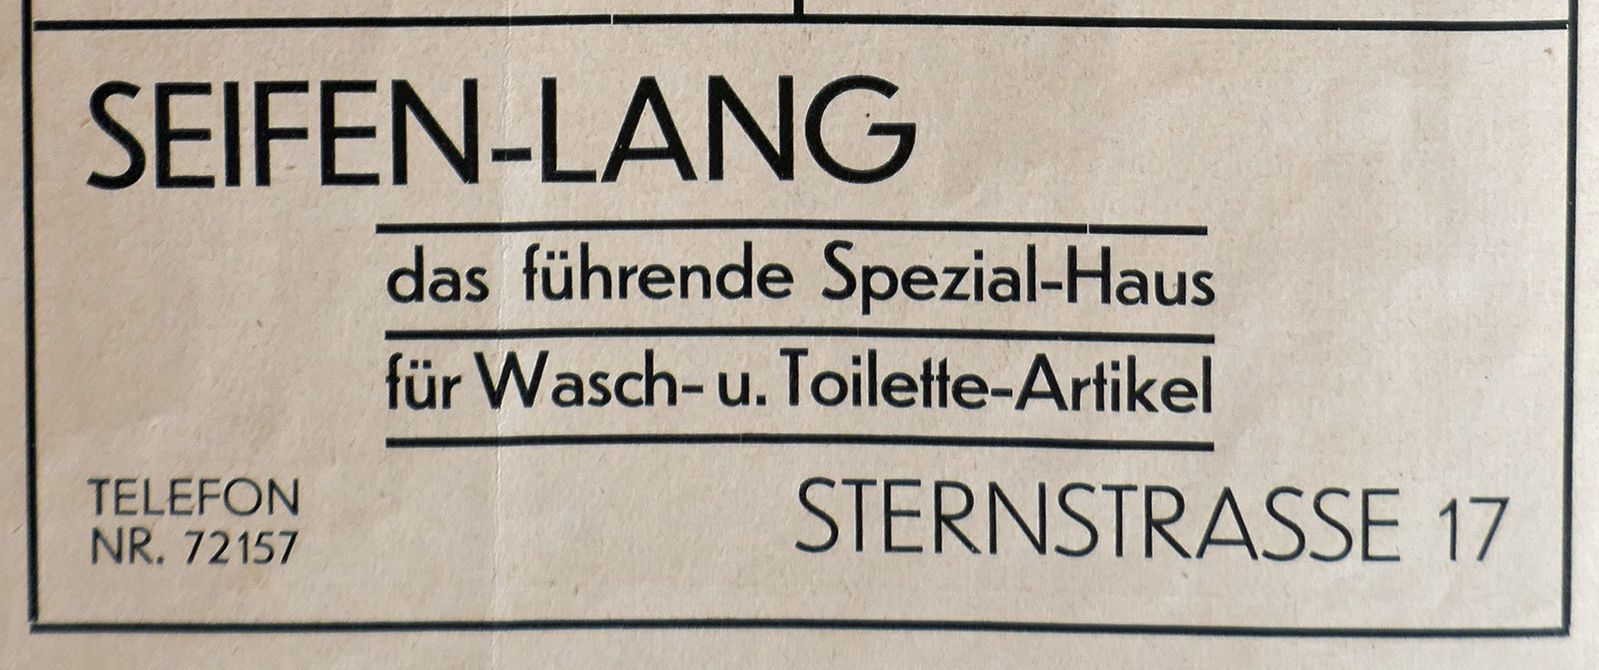 SEIFEN-LANG
das führende Spezial-Haus
für Wasch- u. Toilette-Artikel
TELEFON
NR. 72157
STERNSTRASSE 17